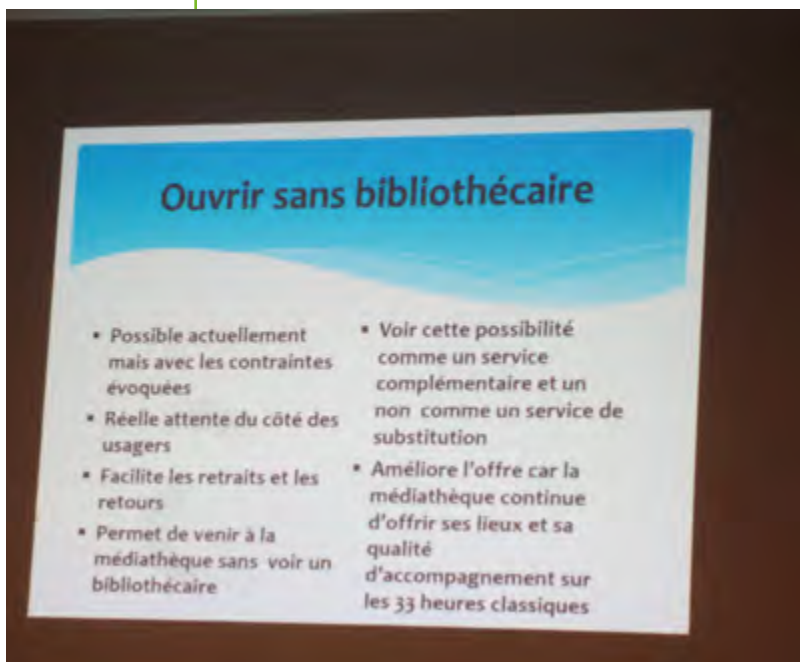 Ouvrir sans bibliothécaire
▪ Possible actuellement
mais avec les contraintes
évoquées
▪ Réelle attente du côté des
usagers
▪ Facilite les retraits et les
retours
▪ Permet de venir à la
médiathèque sans voir un
bibliothécaire
▪ Voir cette possibilité
comme un service
complémentaire et un
non comme un service de
substitution
▪ Améliore l'offre car la
médiathèque continue
d'offrir ses lieux et sa
qualité
d'accompagnement sur
les 33 heures classiques